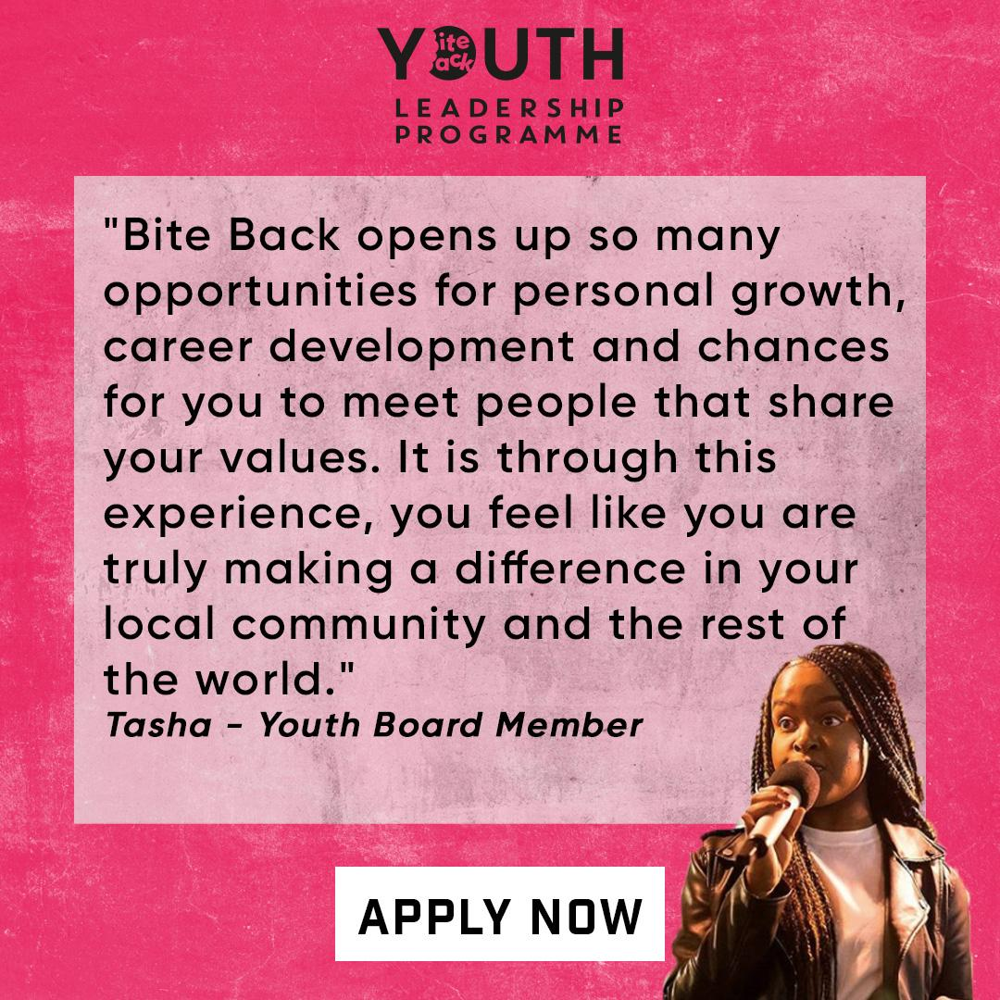 YOUTH
ite
ack
LEADERSHIP
PROGRAMME
"Bite Back opens up so many
opportunities for personal growth,
career development and chances
for you to meet people that share
your values. It is through this
experience, you feel like you are
truly making a difference in your
local community and the rest of
the world."
Tasha - Youth Board Member
APPLY NOW